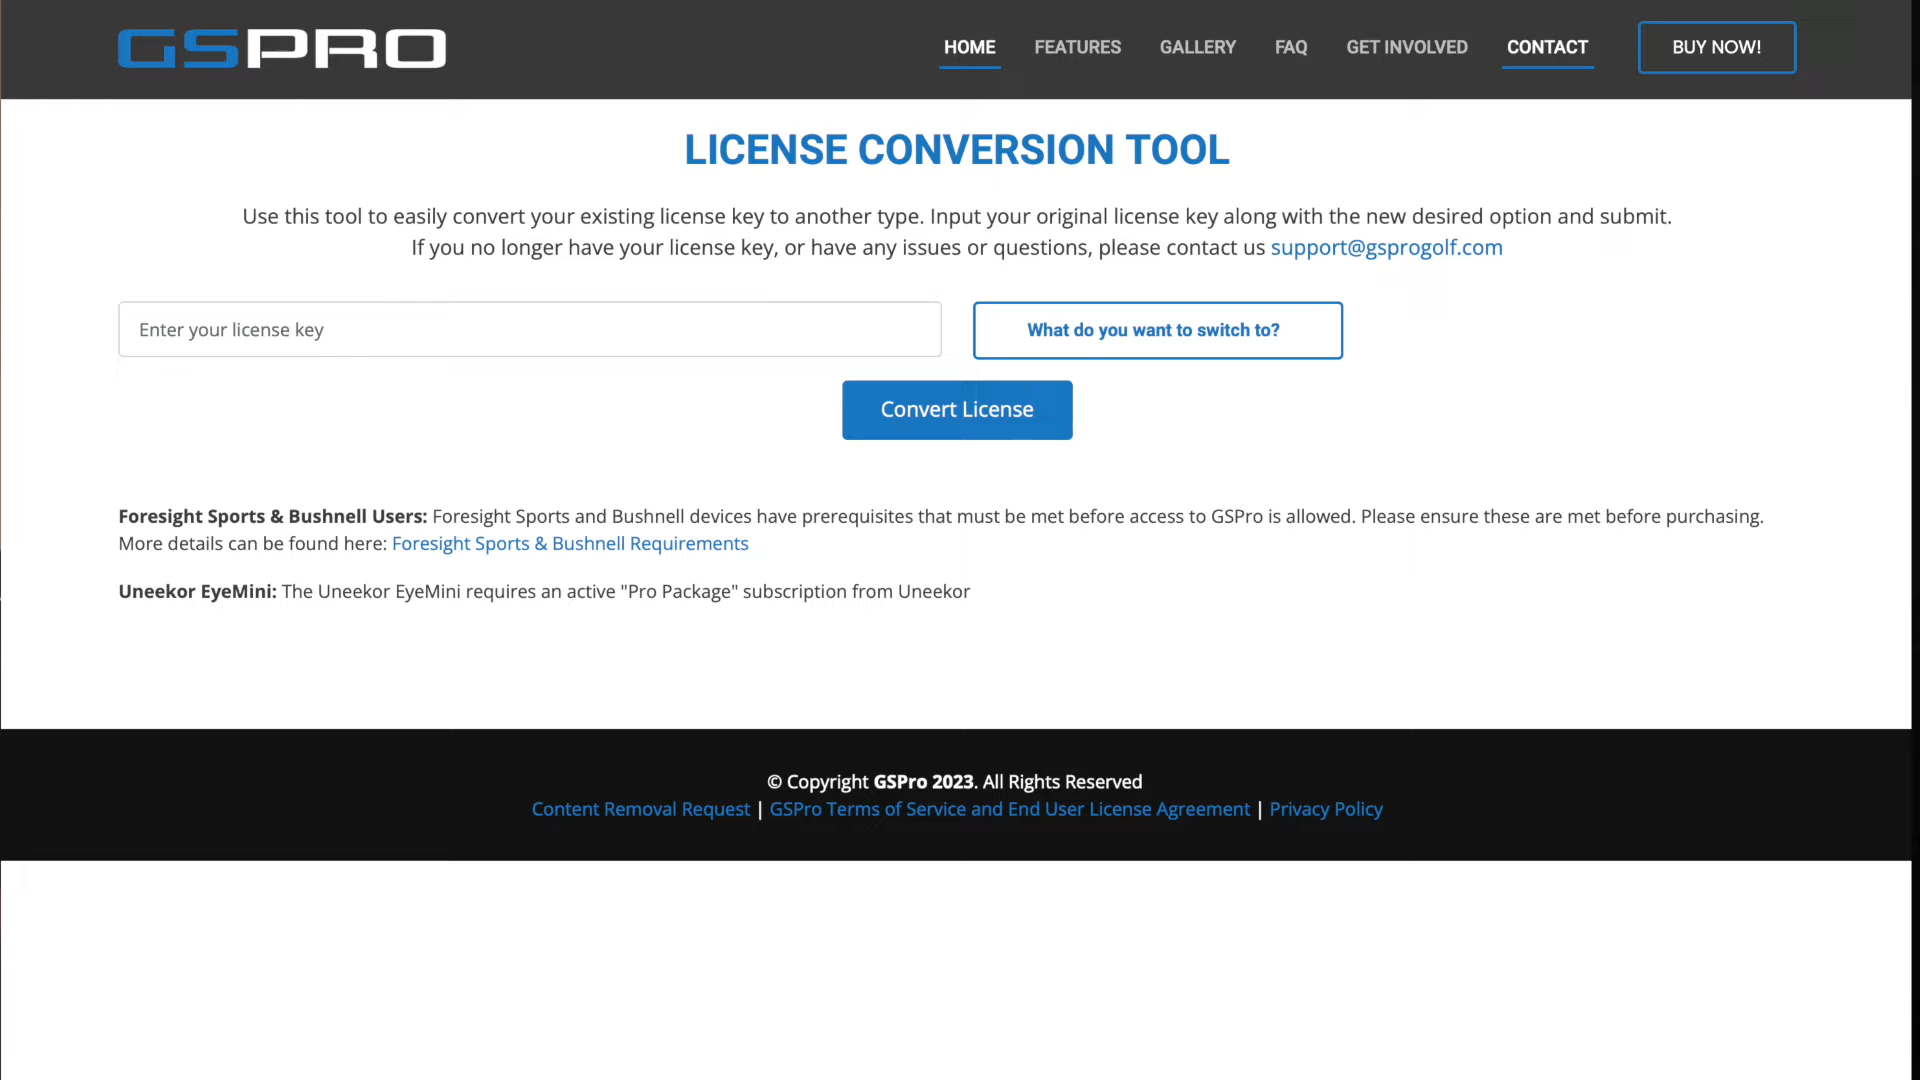 GSPRO
HOME FEATURES GALLERY FAQ GET INVOLVED CONTACT BUY NOW!
LICENSE CONVERSION TOOL
Use this tool to easily convert your existing license key to another type. Input your original license key along with the new desired option and submit.
If you no longer have your license key, or have any issues or questions, please contact us support@gsprogolf.com
Enter your license key
What do you want to switch to?
Convert License
Foresight Sports & Bushnell Users: Foresight Sports and Bushnell devices have prerequisites that must be met before access to GSPro is allowed. Please ensure these are met before purchasing.
More details can be found here: Foresight Sports & Bushnell Requirements
Uneekor EyeMini: The Uneekor EyeMini requires an active "Pro Package" subscription from Uneekor
© Copyright GSPro 2023. All Rights Reserved
Content Removal Request | GSPro Terms of Service and End User License Agreement | Privacy Policy